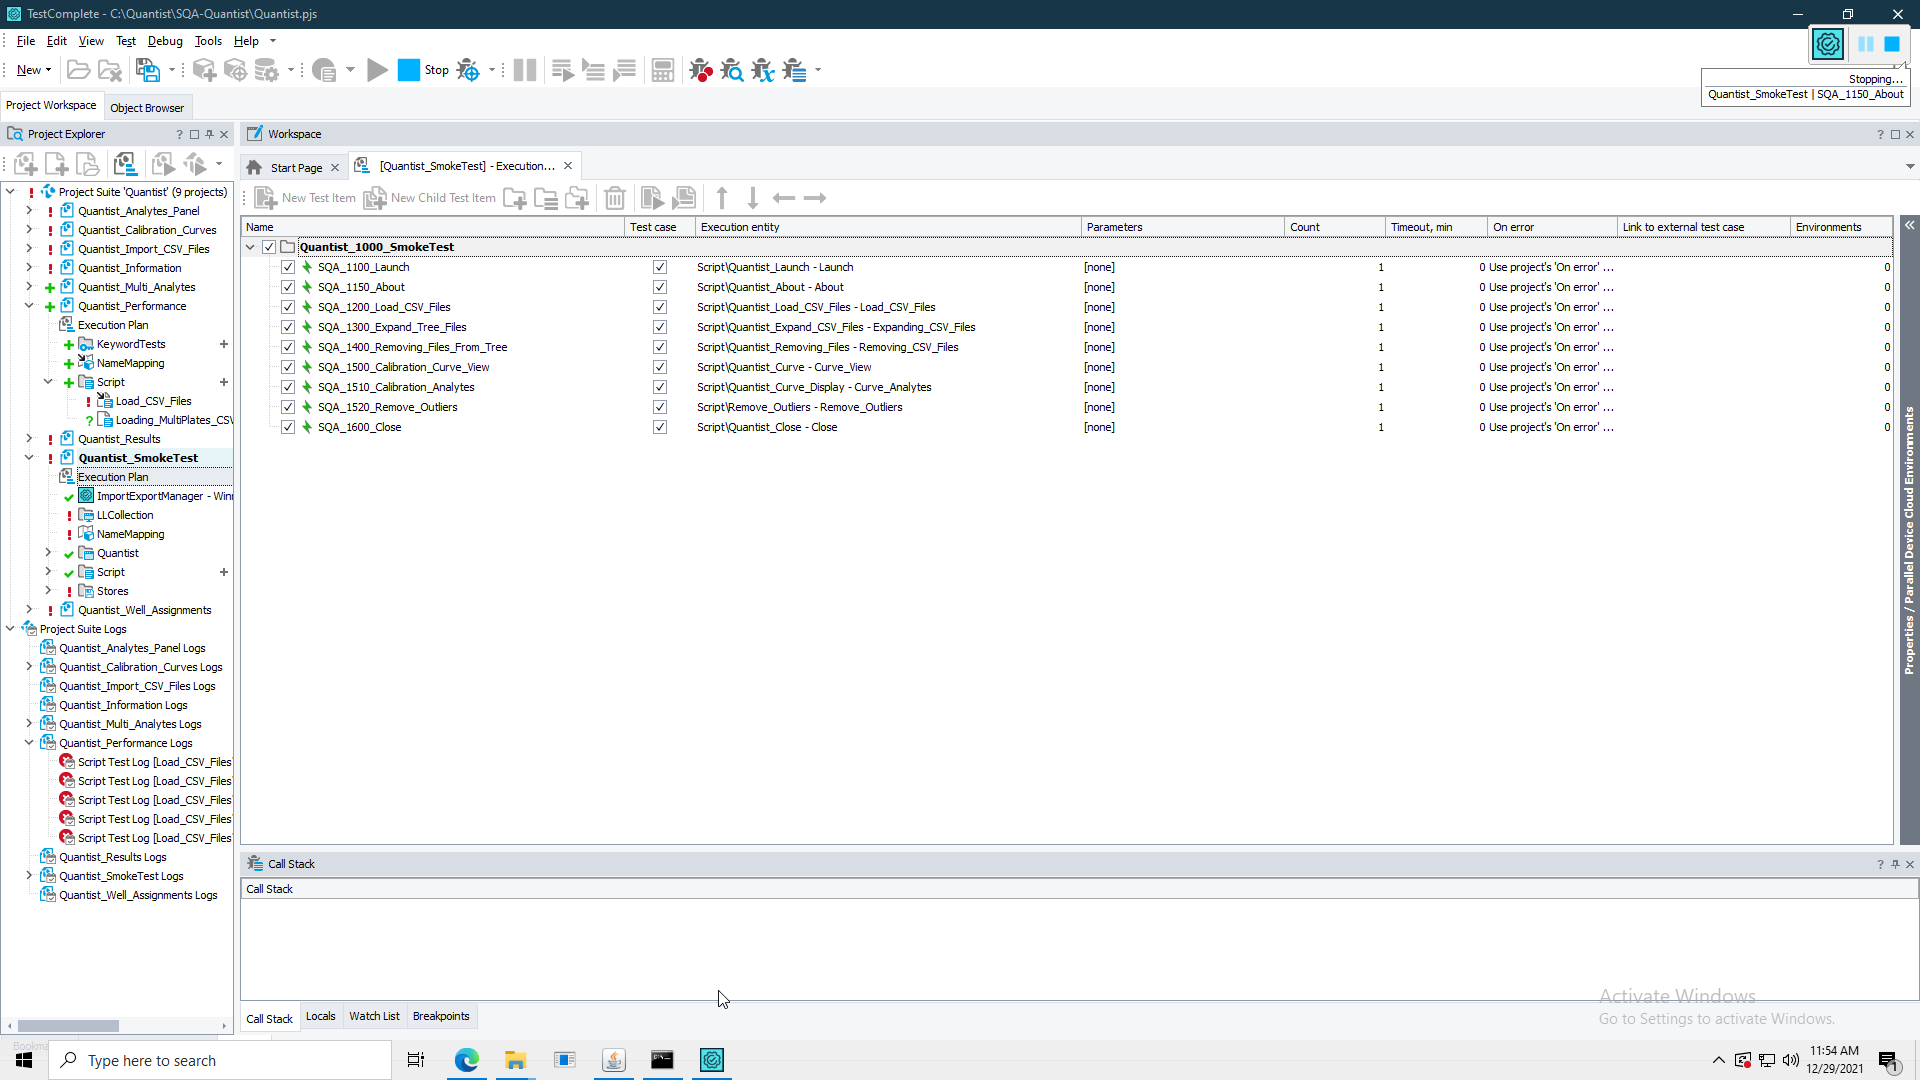 TestComplete - C:\Quantist\SQA-Quantist\Quantist.pjs
File Edit View Test Debug Tools Help
New Stop
Stopping...
Quantist_SmokeTest | SQA_1150_About
Project Workspace Object Browser
Project Explorer
Workspace
Start Page [Quantist_SmokeTest] - Execution...
New Test Item New Child Test Item
Project Suite 'Quantist' (9 projects)
Quantist_Analytes_Panel
Quantist_Calibration_Curves
Quantist_Import_CSV_Files
Quantist_Information
Quantist_Multi_Analytes
Quantist_Performance
Execution Plan
KeywordTests
NameMapping
Script
Load_CSV_Files
Loading_MultiPlates_CSV
Quantist_Results
Quantist_SmokeTest
Execution Plan
ImportExportManager - Win
LLCollection
NameMapping
Quantist
Script
Stores
Quantist_Well_Assignments
Project Suite Logs
Quantist_Analytes_Panel Logs
Quantist_Calibration_Curves Logs
Quantist_Import_CSV_Files Logs
Quantist_Information Logs
Quantist_Multi_Analytes Logs
Quantist_Performance Logs
Script Test Log [Load_CSV_Files
Script Test Log [Load_CSV_Files
Script Test Log [Load_CSV_Files
Script Test Log [Load_CSV_Files
Script Test Log [Load_CSV_Files
Quantist_Results Logs
Quantist_SmokeTest Logs
Quantist_Well_Assignments Logs
Name Test case Execution entity Parameters Count Timeout, min On error Link to external test case Environments
Quantist_1000_SmokeTest
SQA_1100_Launch Script\Quantist_Launch - Launch [none] 1 0 Use project's 'On error' ... 0
SQA_1150_About Script\Quantist_About - About [none] 1 0 Use project's 'On error' ... 0
SQA_1200_Load_CSV_Files Script\Quantist_Load_CSV_Files - Load_CSV_Files [none] 1 0 Use project's 'On error' ... 0
SQA_1300_Expand_Tree_Files Script\Quantist_Expand_CSV_Files - Expanding_CSV_Files [none] 1 0 Use project's 'On error' ... 0
SQA_1400_Removing_Files_From_Tree Script\Quantist_Removing_Files - Removing_CSV_Files [none] 1 0 Use project's 'On error' ... 0
SQA_1500_Calibration_Curve_View Script\Quantist_Curve - Curve_View [none] 1 0 Use project's 'On error' ... 0
SQA_1510_Calibration_Analytes Script\Quantist_Curve_Display - Curve_Analytes [none] 1 0 Use project's 'On error' ... 0
SQA_1520_Remove_Outliers Script\Remove_Outliers - Remove_Outliers [none] 1 0 Use project's 'On error' ... 0
SQA_1600_Close Script\Quantist_Close - Close [none] 1 0 Use project's 'On error' ... 0
Properties / Parallel Device Cloud Environments
Call Stack
Call Stack
Call Stack Locals Watch List Breakpoints
Activate Windows
Go to Settings to activate Windows.
Bookma
Type here to search
11:54 AM
12/29/2021
1